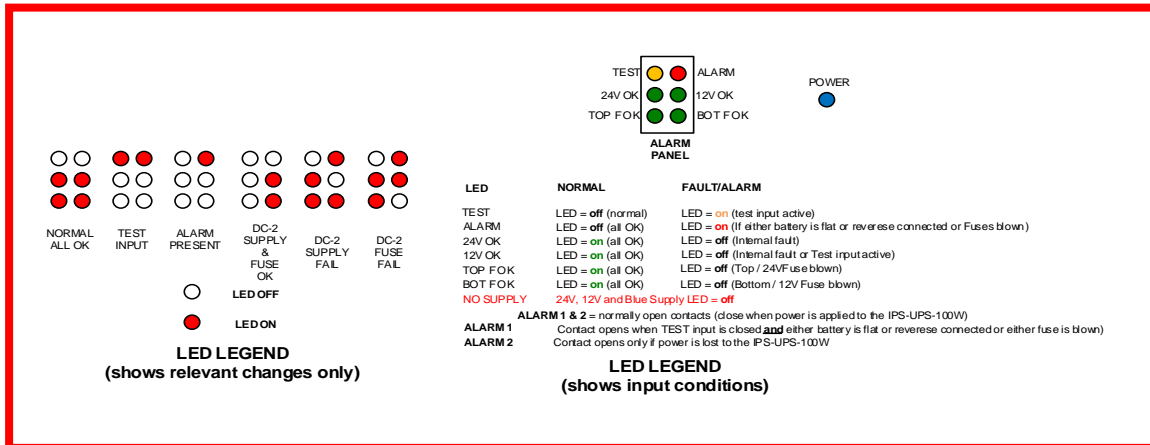 TEST ALARM
24V OK 12V OK
TOP F OK BOT F OK
ALARM
PANEL
POWER
NORMAL
ALL OK
TEST
INPUT
ALARM
PRESENT
DC-2
SUPPLY
&
FUSE
OK
DC-2
SUPPLY
FAIL
DC-2
FUSE
FAIL
LED OFF
LED ON
LED LEGEND
(shows relevant changes only)
LED NORMAL FAULT/ALARM
TEST LED = off (normal) LED = on (test input active)
ALARM LED = off (all OK) LED = on (If either battery is flat or reverese connected or Fuses blown)
24V OK LED = on (all OK) LED = off (Internal fault)
12V OK LED = on (all OK) LED = off (Internal fault or Test input active)
TOP F OK LED = on (all OK) LED = off (Top / 24V Fuse blown)
BOT F OK LED = on (all OK) LED = off (Bottom / 12V Fuse blown)
NO SUPPLY 24V, 12V and Blue Supply LED = off
ALARM 1 & 2 = normally open contacts (close when power is applied to the IPS-UPS-100W)
ALARM 1 Contact opens when TEST input is closed and either battery is flat or reverese connected or either fuse is blown)
ALARM 2 Contact opens only if power is lost to the IPS-UPS-100W
LED LEGEND
(shows input conditions)